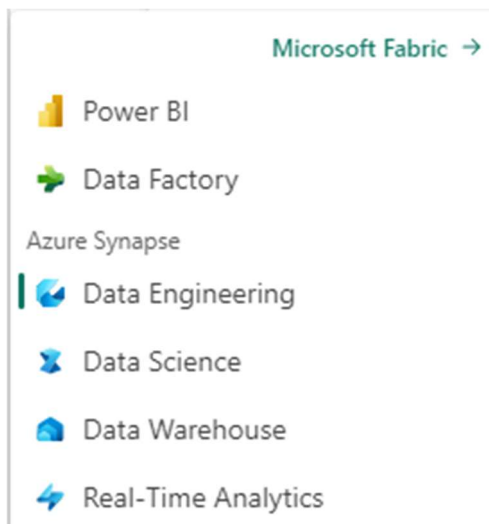 Microsoft Fabric →
Power BI
Data Factory
Azure Synapse
Data Engineering
Data Science
Data Warehouse
Real-Time Analytics